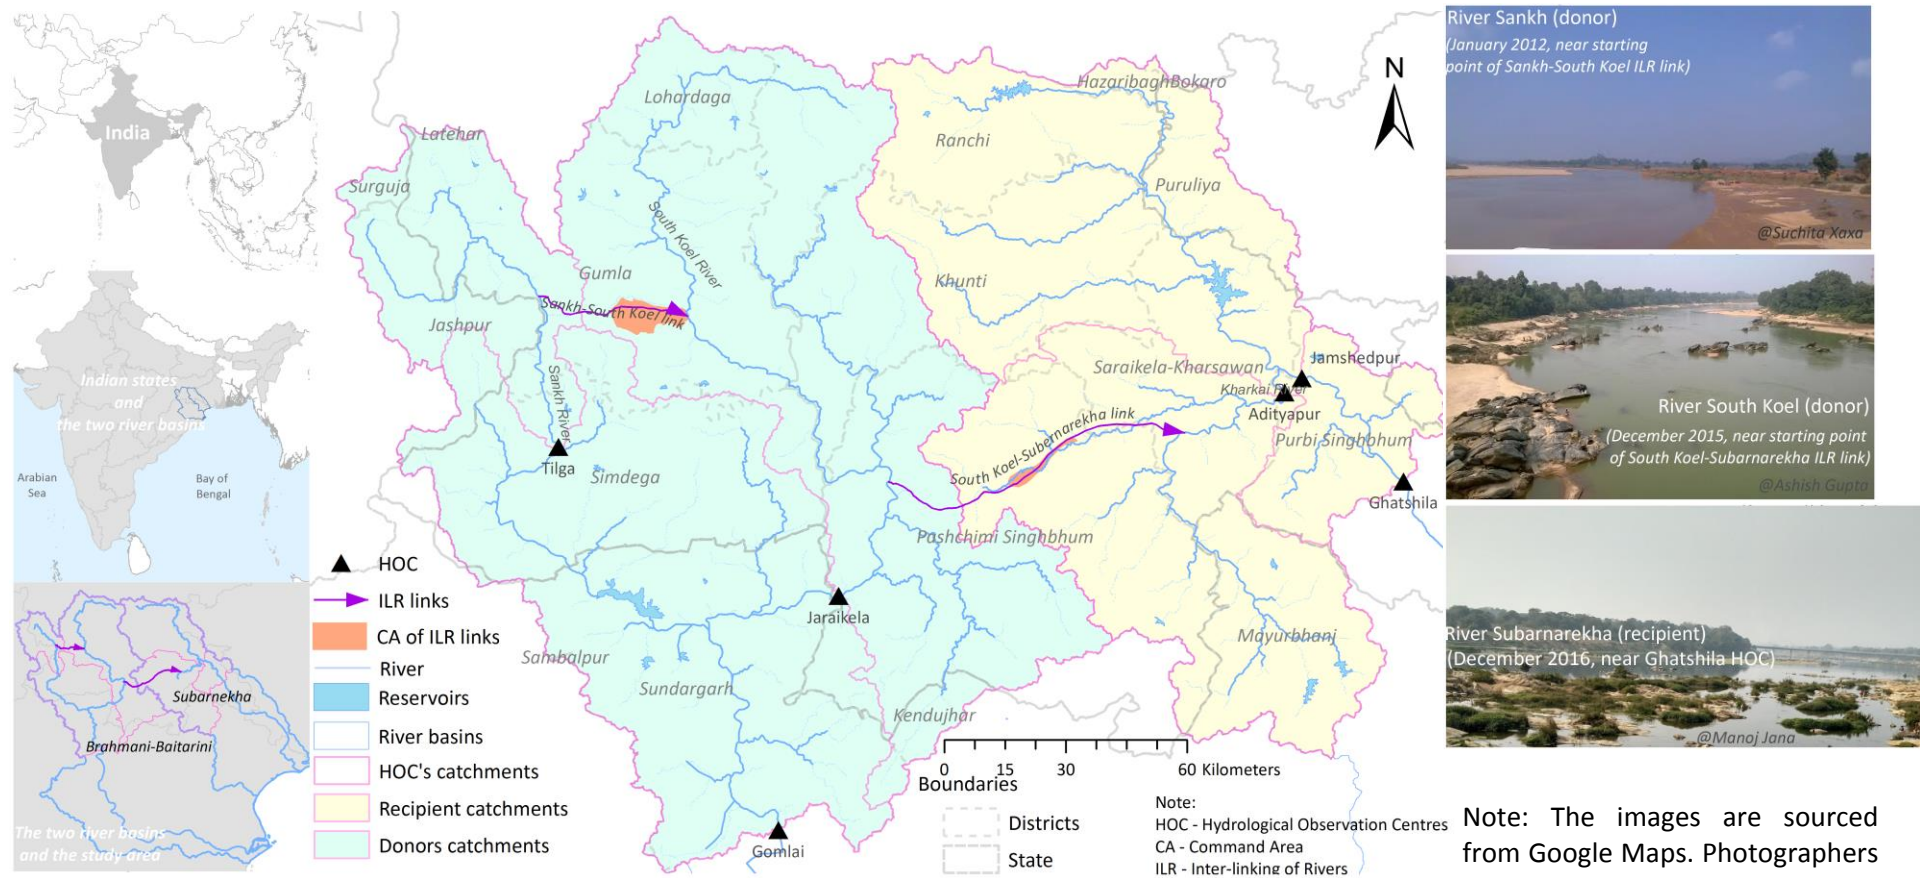 India
Indian states
and
the two river basins
Arabian
Sea
Bay of
Bengal
Subarnekha
Brahmani-Baitarini
The two river basins
and the study area
Latehar
Surguja
Lohardaga
Gumla
Jashpur
South Koel River
Sankh-South Koel link
Sankh River
Tilga
Simdega
Sambalpur
Sundargarh
Jaraikela
Gomlai
Kendujhar
Pashchimi Singhbhum
Ranchi
Hazaribagh
Bokaro
Puruliya
Khunti
Saraikela-Kharsawan
Jamshedpur
Kharkai River
Adityapur
South Koel-Subernarekha link
Purbi Singhbhum
Ghatshila
Mayurbhanj
N
HOC
ILR links
CA of ILR links
River
Reservoirs
River basins
HOC's catchments
Recipient catchments
Donors catchments
0 15 30 60 Kilometers
Boundaries
Districts
State
Note:
HOC - Hydrological Observation Centres
CA - Command Area
ILR - Inter-linking of Rivers
River Sankh (donor)
(January 2012, near starting
point of Sankh-South Koel ILR link)
@Suchita Xaxa
River South Koel (donor)
(December 2015, near starting point
of South Koel-Subarnarekha ILR link)
@Ashish Gupta
River Subarnarekha (recipient)
(December 2016, near Ghatshila HOC)
@Manoj Jana
Note: The images are sourced
from Google Maps. Photographers